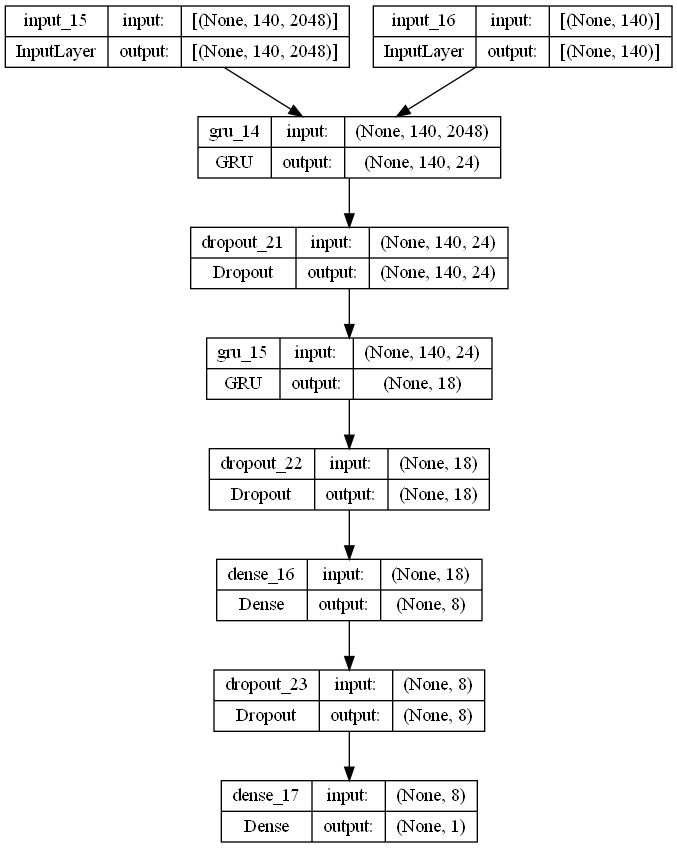 input_15 input: [(None, 140, 2048)]
InputLayer output: [(None, 140, 2048)]
input_16 input: [(None, 140)]
InputLayer output: [(None, 140)]
gru_14 input: (None, 140, 2048)
GRU output: (None, 140, 24)
dropout_21 input: (None, 140, 24)
Dropout output: (None, 140, 24)
gru_15 input: (None, 140, 24)
GRU output: (None, 18)
dropout_22 input: (None, 18)
Dropout output: (None, 18)
dense_16 input: (None, 18)
Dense output: (None, 8)
dropout_23 input: (None, 8)
Dropout output: (None, 8)
dense_17 input: (None, 8)
Dense output: (None, 1)